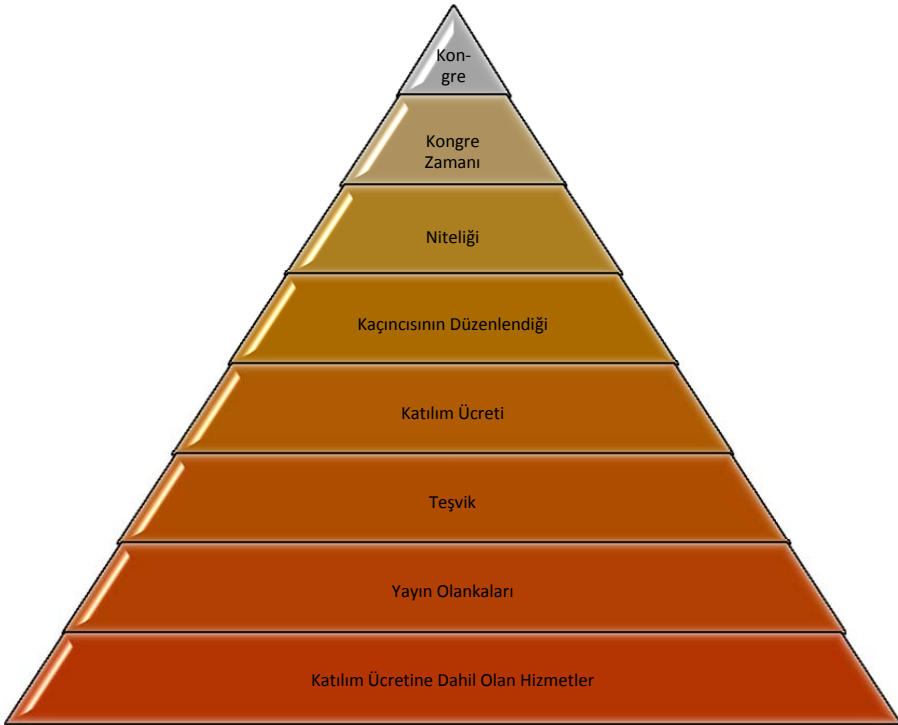 Kon-
gre
Kongre
Zamanı
Niteliği
Kaçıncısının Düzenlendiği
Katılım Ücreti
Teşvik
Yayın Olankaları
Katılım Ücretine Dahil Olan Hizmetler